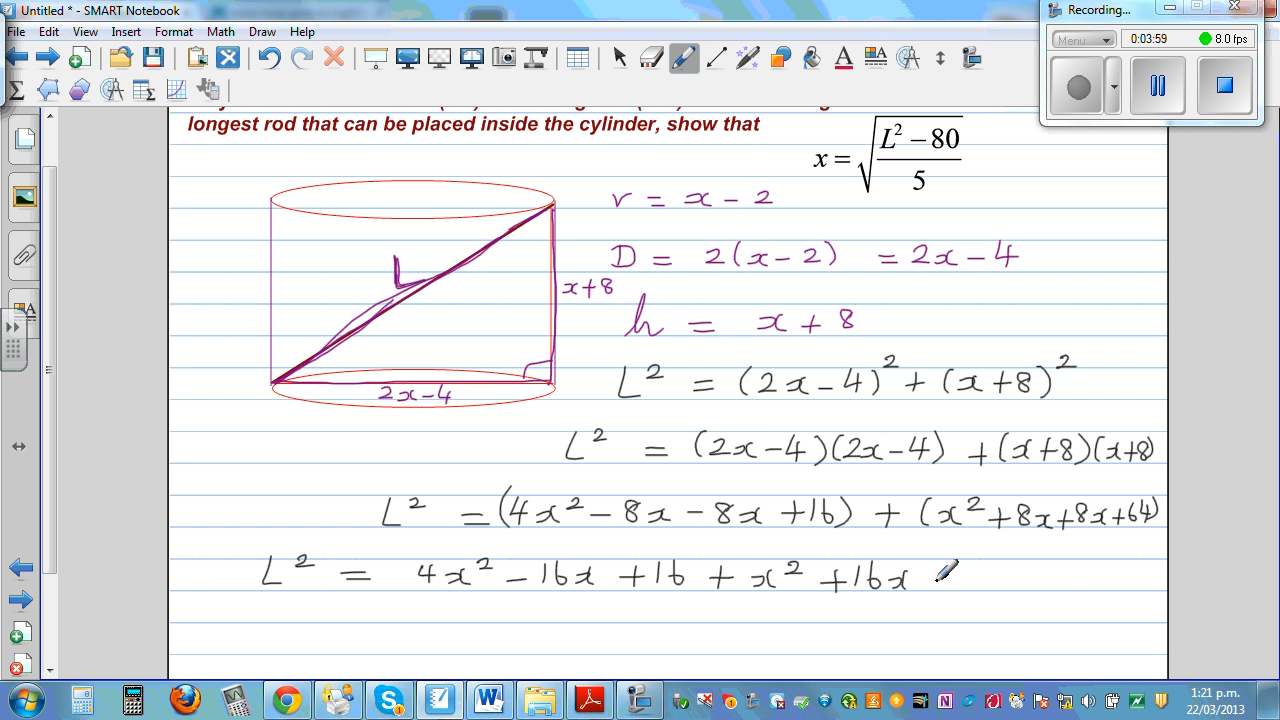 Untitled * - SMART Notebook
File Edit View Insert Format Math Draw Help
Recording...
Menu
0:03:59
8.0 fps
longest rod that can be placed inside the cylinder, show that
x = √((L² − 80)/5)
r = x − 2
D = 2(x − 2) = 2x − 4
L
x+8
h = x + 8
2x−4
L² = (2x−4)² + (x+8)²
L² = (2x−4)(2x−4) + (x+8)(x+8)
L² = (4x² − 8x − 8x + 16) + (x² + 8x + 8x + 64)
L² = 4x² − 16x + 16 + x² + 16x
1:21 p.m.
22/03/2013